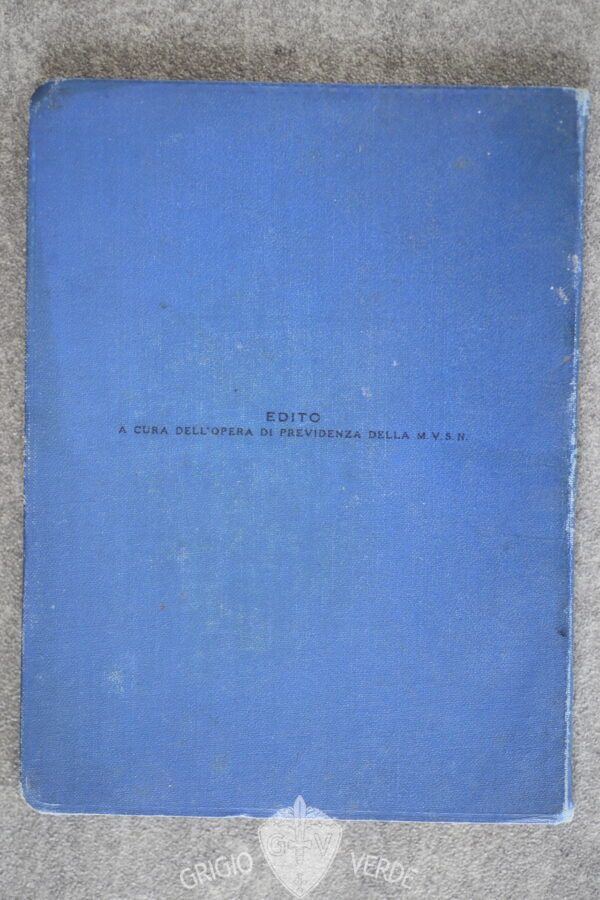 EDITO
A CURA DELL'OPERA DI PREVIDENZA DELLA M.V.S.N.
G V
GRIGIO VERDE